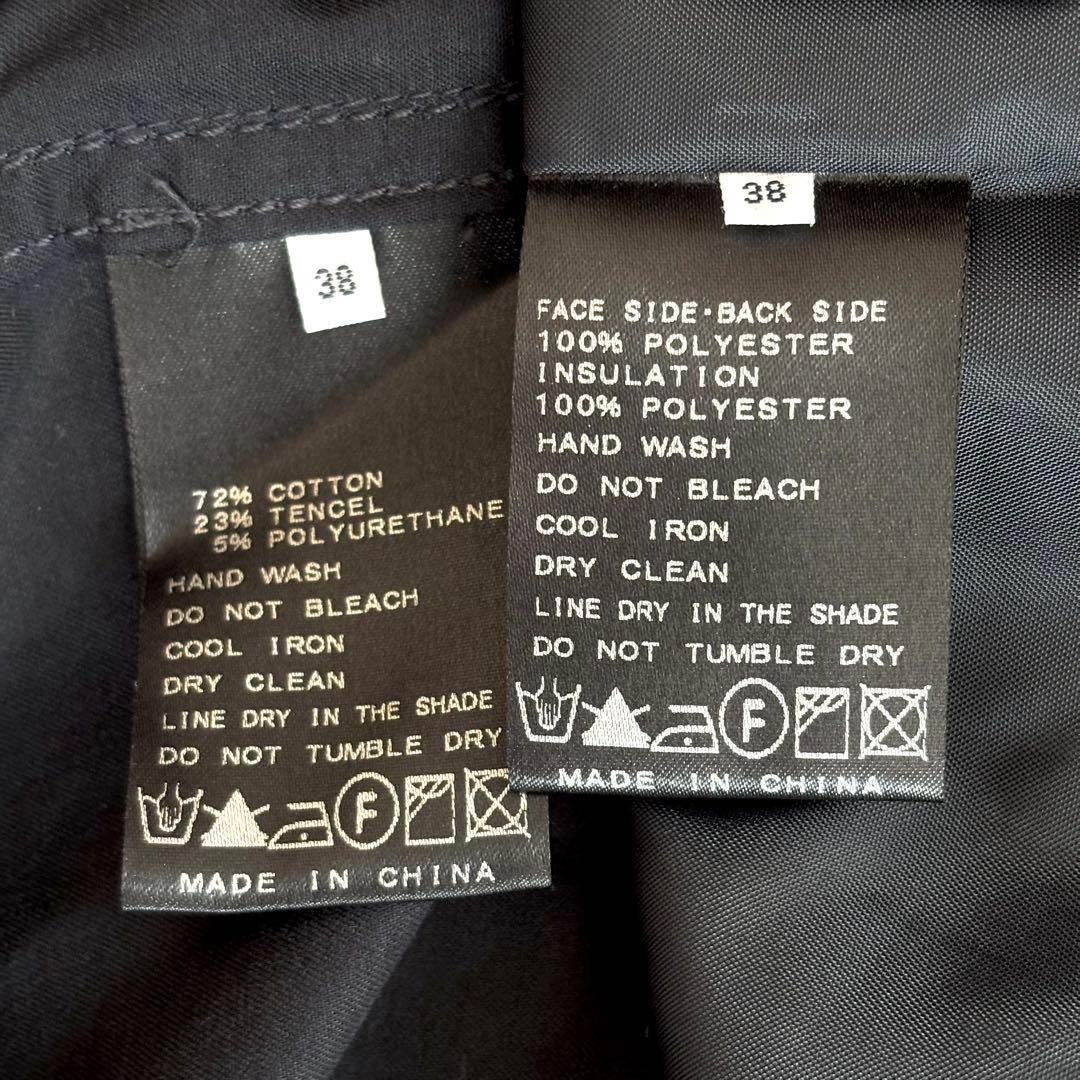 38
72% COTTON
23% TENCEL
5% POLYURETHANE
HAND WASH
DO NOT BLEACH
COOL IRON
DRY CLEAN
LINE DRY IN THE SHADE
DO NOT TUMBLE DRY
F
MADE IN CHINA
38
FACE SIDE·BACK SIDE
100% POLYESTER
INSULATION
100% POLYESTER
HAND WASH
DO NOT BLEACH
COOL IRON
DRY CLEAN
LINE DRY IN THE SHADE
DO NOT TUMBLE DRY
F
MADE IN CHINA